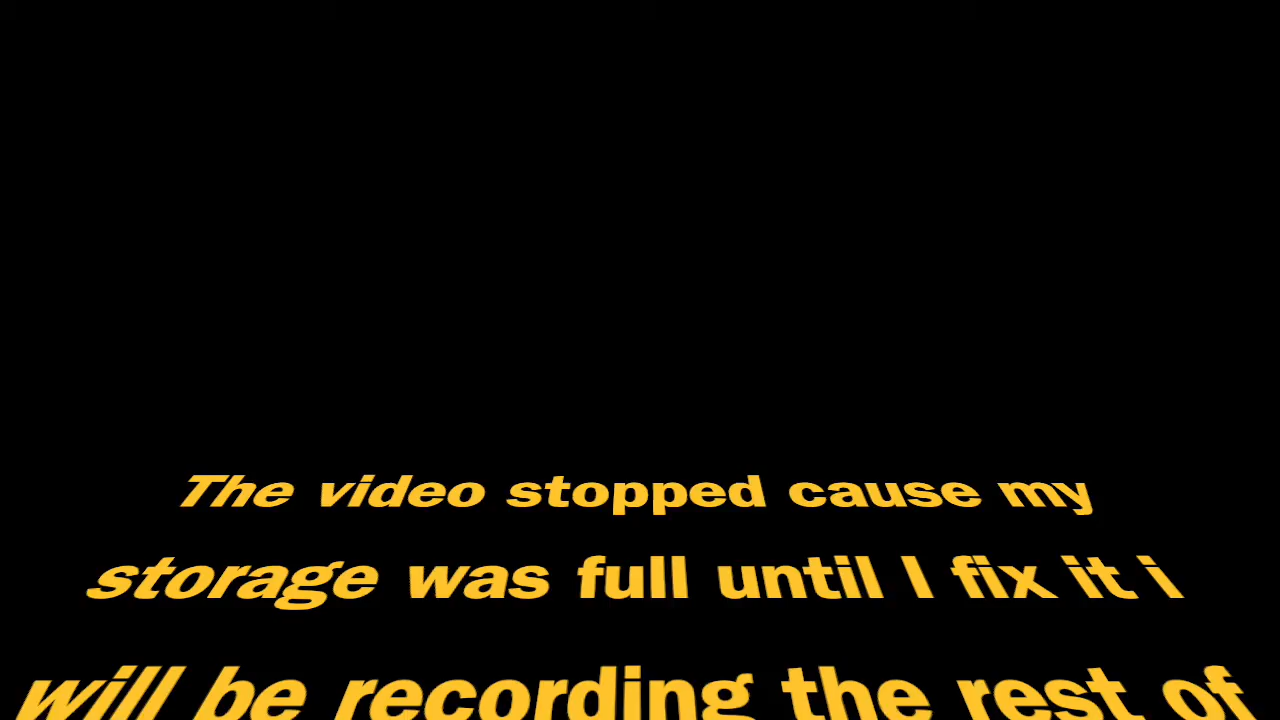 The video stopped cause my
storage was full until I fix it i
will be recording the rest of